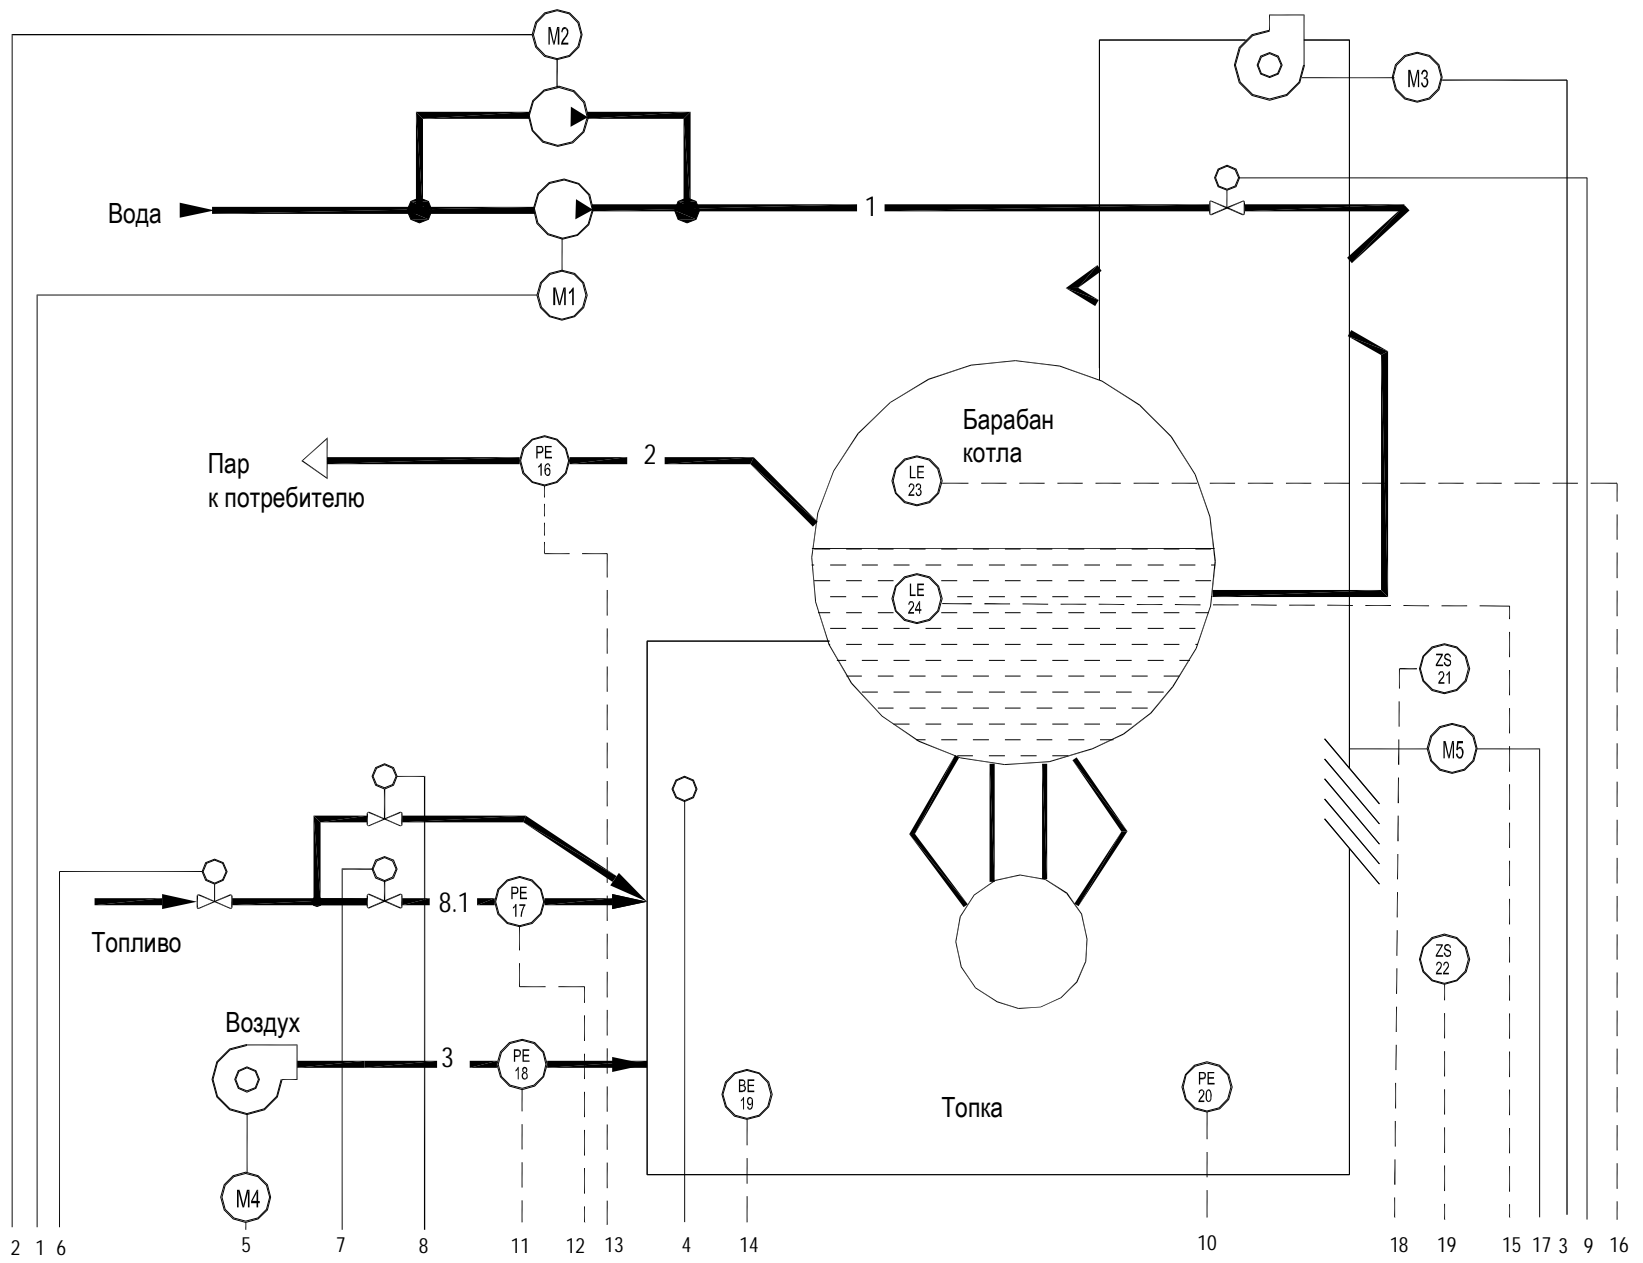 M2
M3
Вода
1
M1
Барабан
котла
PE
16
2
Пар
к потребителю
LE
23
LE
24
ZS
21
M5
8.1
PE
17
Топливо
ZS
22
Воздух
3
PE
18
BE
19
PE
20
Топка
M4
2 1 6 5 7 8 11 12 13 4 14 10 18 19 15 17 3 9 16